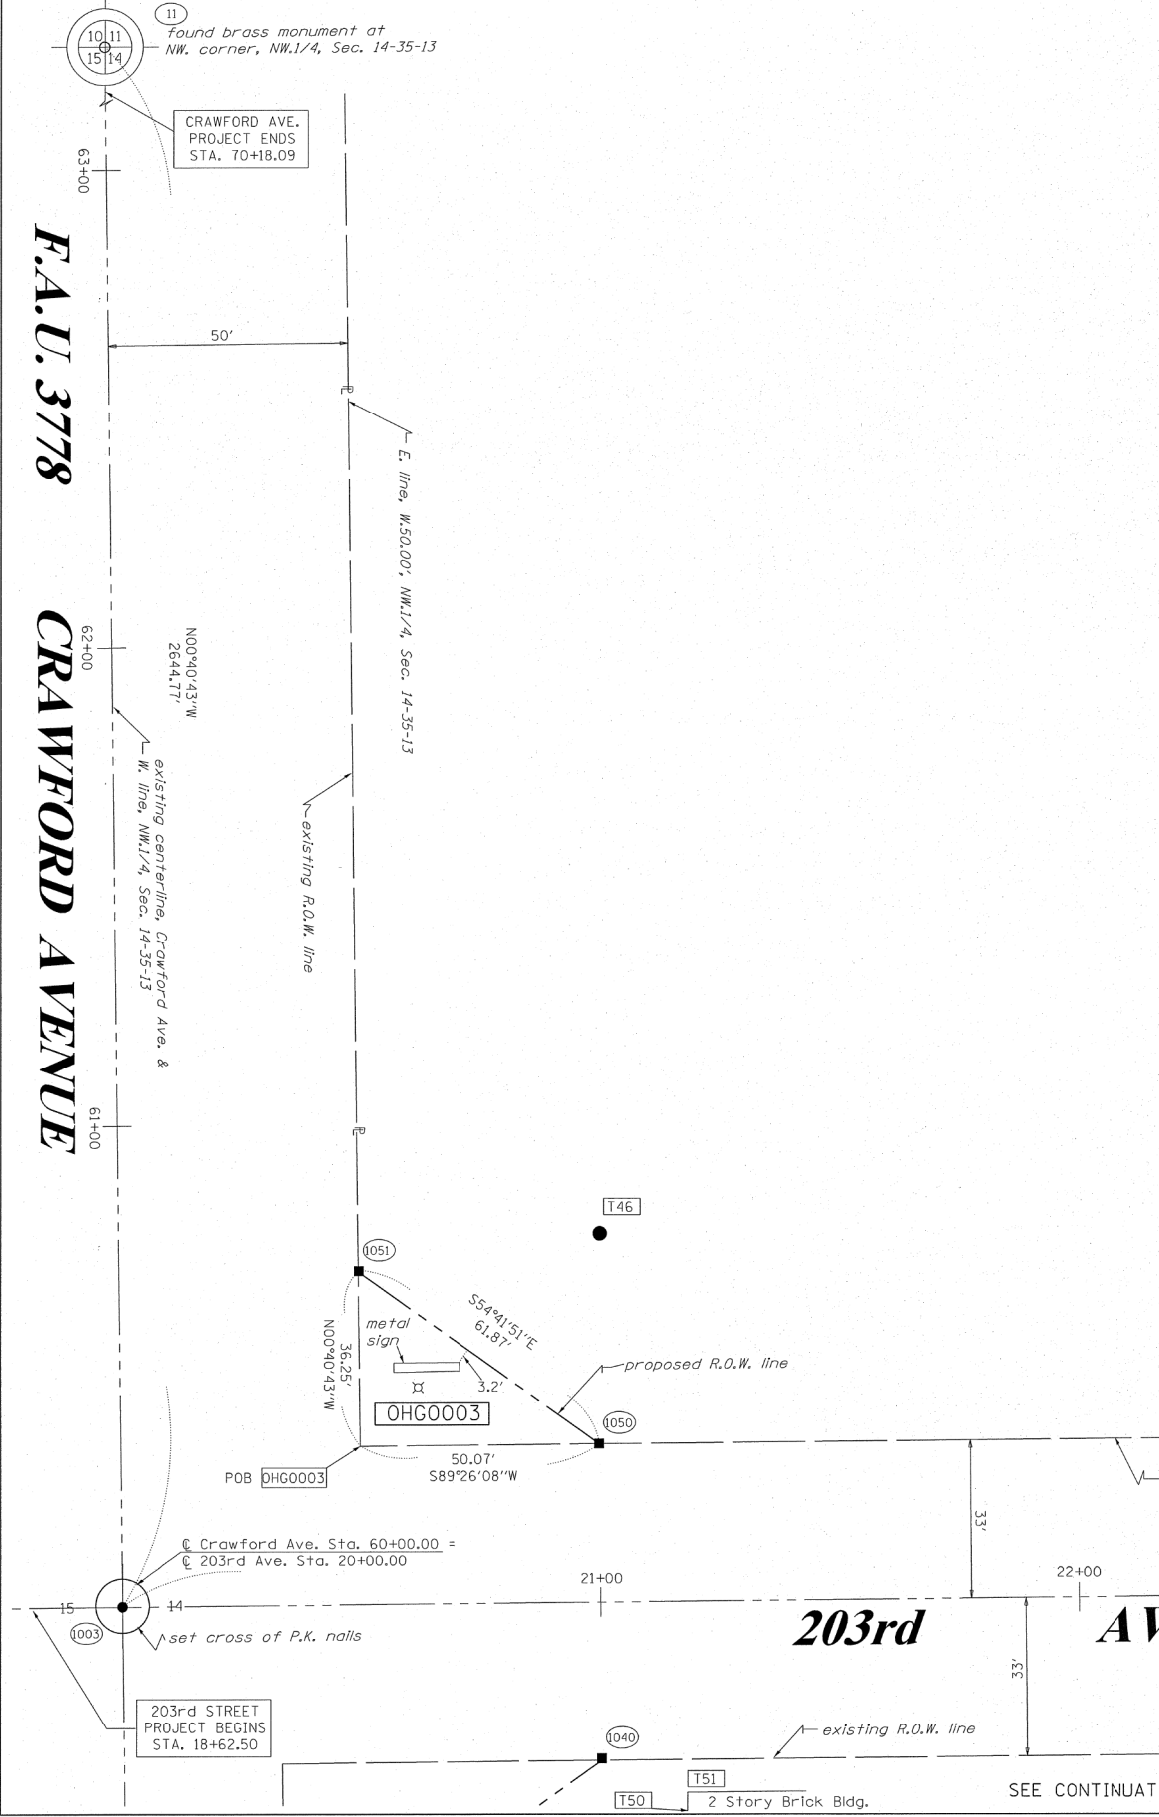 11
found brass monument at
NW. corner, NW.1/4, Sec. 14-35-13
10 11
15 14
CRAWFORD AVE.
PROJECT ENDS
STA. 70+18.09
63+00
F.A.U. 3778 CRAWFORD AVENUE
50'
P
E. line, W.50.00', NW.1/4, Sec. 14-35-13
62+00
N00°40'43"W
2644.77'
existing centerline, Crawford Ave. &
W. line, NW.1/4, Sec. 14-35-13
existing R.O.W. line
61+00
P
T46
1051
S54°41'51"E
61.87'
metal
sign
36.25'
N00°40'43"W
3.2'
proposed R.O.W. line
OHG0003
1050
50.07'
S89°26'08"W
POB OHG0003
33'
℄ Crawford Ave. Sta. 60+00.00 =
℄ 203rd Ave. Sta. 20+00.00
21+00
22+00
15
14
1003
set cross of P.K. nails
203rd AV
33'
203rd STREET
PROJECT BEGINS
STA. 18+62.50
1040
existing R.O.W. line
T51
T50
2 Story Brick Bldg.
SEE CONTINUAT